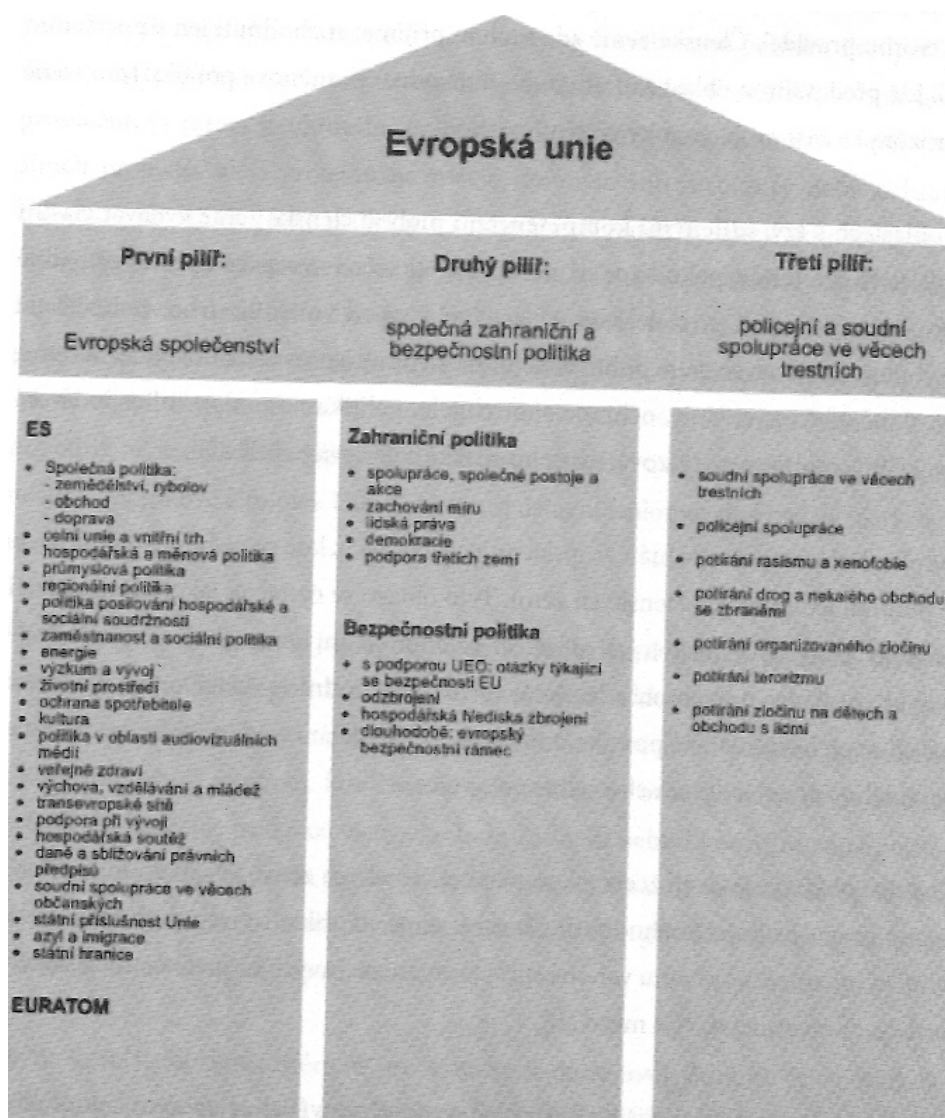 Evropská unie
První pilíř:
Evropská společenství
Druhý pilíř:
společná zahraniční a
bezpečnostní politika
Třetí pilíř:
policejní a soudní
spolupráce ve věcech
trestních
ES
• Společná politika:
- zemědělství, rybolov
- obchod
- doprava
• celní unie a vnitřní trh
• hospodářská a měnová politika
• průmyslová politika
• regionální politika
• politika posilování hospodářské a
sociální soudržnosti
• zaměstnanost a sociální politika
• energie
• výzkum a vývoj
• životní prostředí
• ochrana spotřebitele
• kultura
• politika v oblasti audiovizuálních
médií
• veřejné zdraví
• výchova, vzdělávání a mládež
• transevropské sítě
• podpora při vývoji
• hospodářská soutěž
• daně a sbližování právních
předpisů
• soudní spolupráce ve věcech
občanských
• státní příslušnost Unie
• azyl a imigrace
• státní hranice
EURATOM
Zahraniční politika
• spolupráce, společné postoje a
akce
• zachování míru
• lidská práva
• demokracie
• podpora třetích zemí
Bezpečnostní politika
• s podporou UEO: otázky týkající
se bezpečnosti EU
• odzbrojení
• hospodářská hlediska zbrojení
• dlouhodobě: evropský
bezpečnostní rámec
• soudní spolupráce ve věcech
trestních
• policejní spolupráce
• potírání rasismu a xenofobie
• potírání drog a nekalého obchodu
se zbraněmi
• potírání organizovaného zločinu
• potírání terorizmu
• potírání zločinu na dětech a
obchodu s lidmi